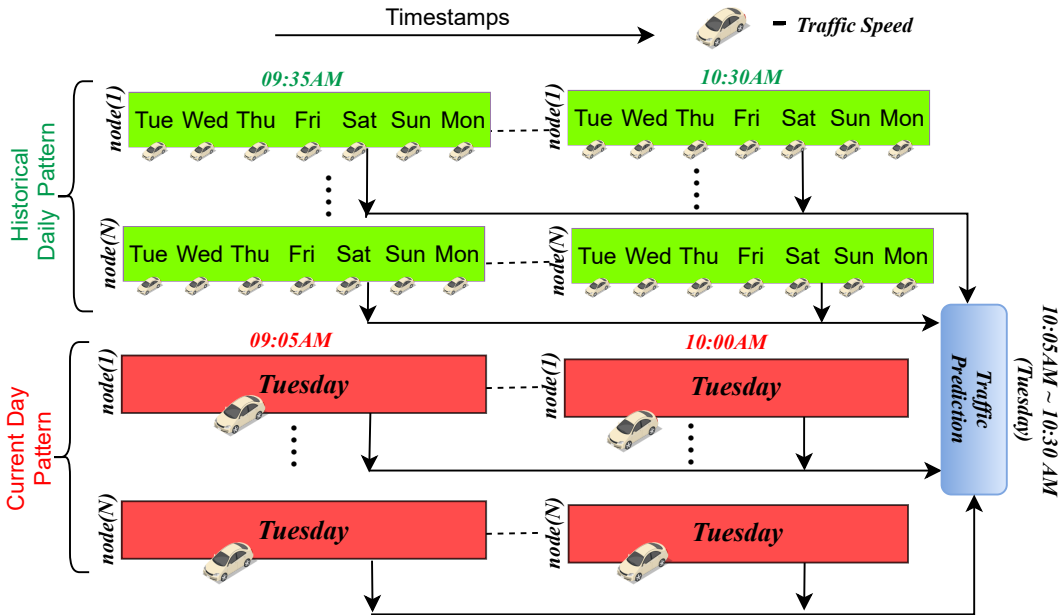 Timestamps
- Traffic Speed
09:35AM
10:30AM
Historical
Daily Pattern
node(1)
Tue Wed Thu Fri Sat Sun Mon
node(1)
Tue Wed Thu Fri Sat Sun Mon
node(N)
Tue Wed Thu Fri Sat Sun Mon
node(N)
Tue Wed Thu Fri Sat Sun Mon
09:05AM
10:00AM
Current Day
Pattern
node(1)
Tuesday
node(1)
Tuesday
node(N)
Tuesday
node(N)
Tuesday
Traffic
Prediction
10:05AM ~ 10:30 AM
(Tuesday)